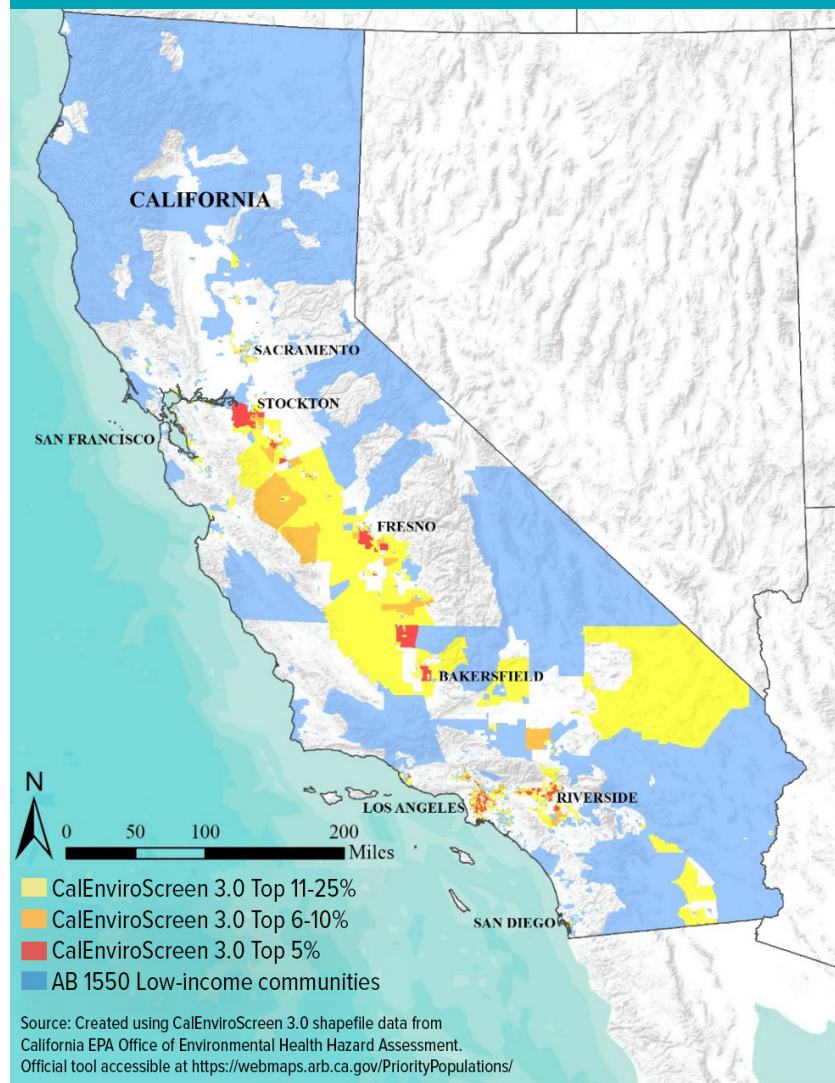 CALIFORNIA
SACRAMENTO
STOCKTON
SAN FRANCISCO
FRESNO
BAKERSFIELD
LOS ANGELES
RIVERSIDE
SAN DIEGO
N
0 50 100 200
Miles
CalEnviroScreen 3.0 Top 11-25%
CalEnviroScreen 3.0 Top 6-10%
CalEnviroScreen 3.0 Top 5%
AB 1550 Low-income communities
Source: Created using CalEnviroScreen 3.0 shapefile data from
California EPA Office of Environmental Health Hazard Assessment.
Official tool accessible at https://webmaps.arb.ca.gov/PriorityPopulations/